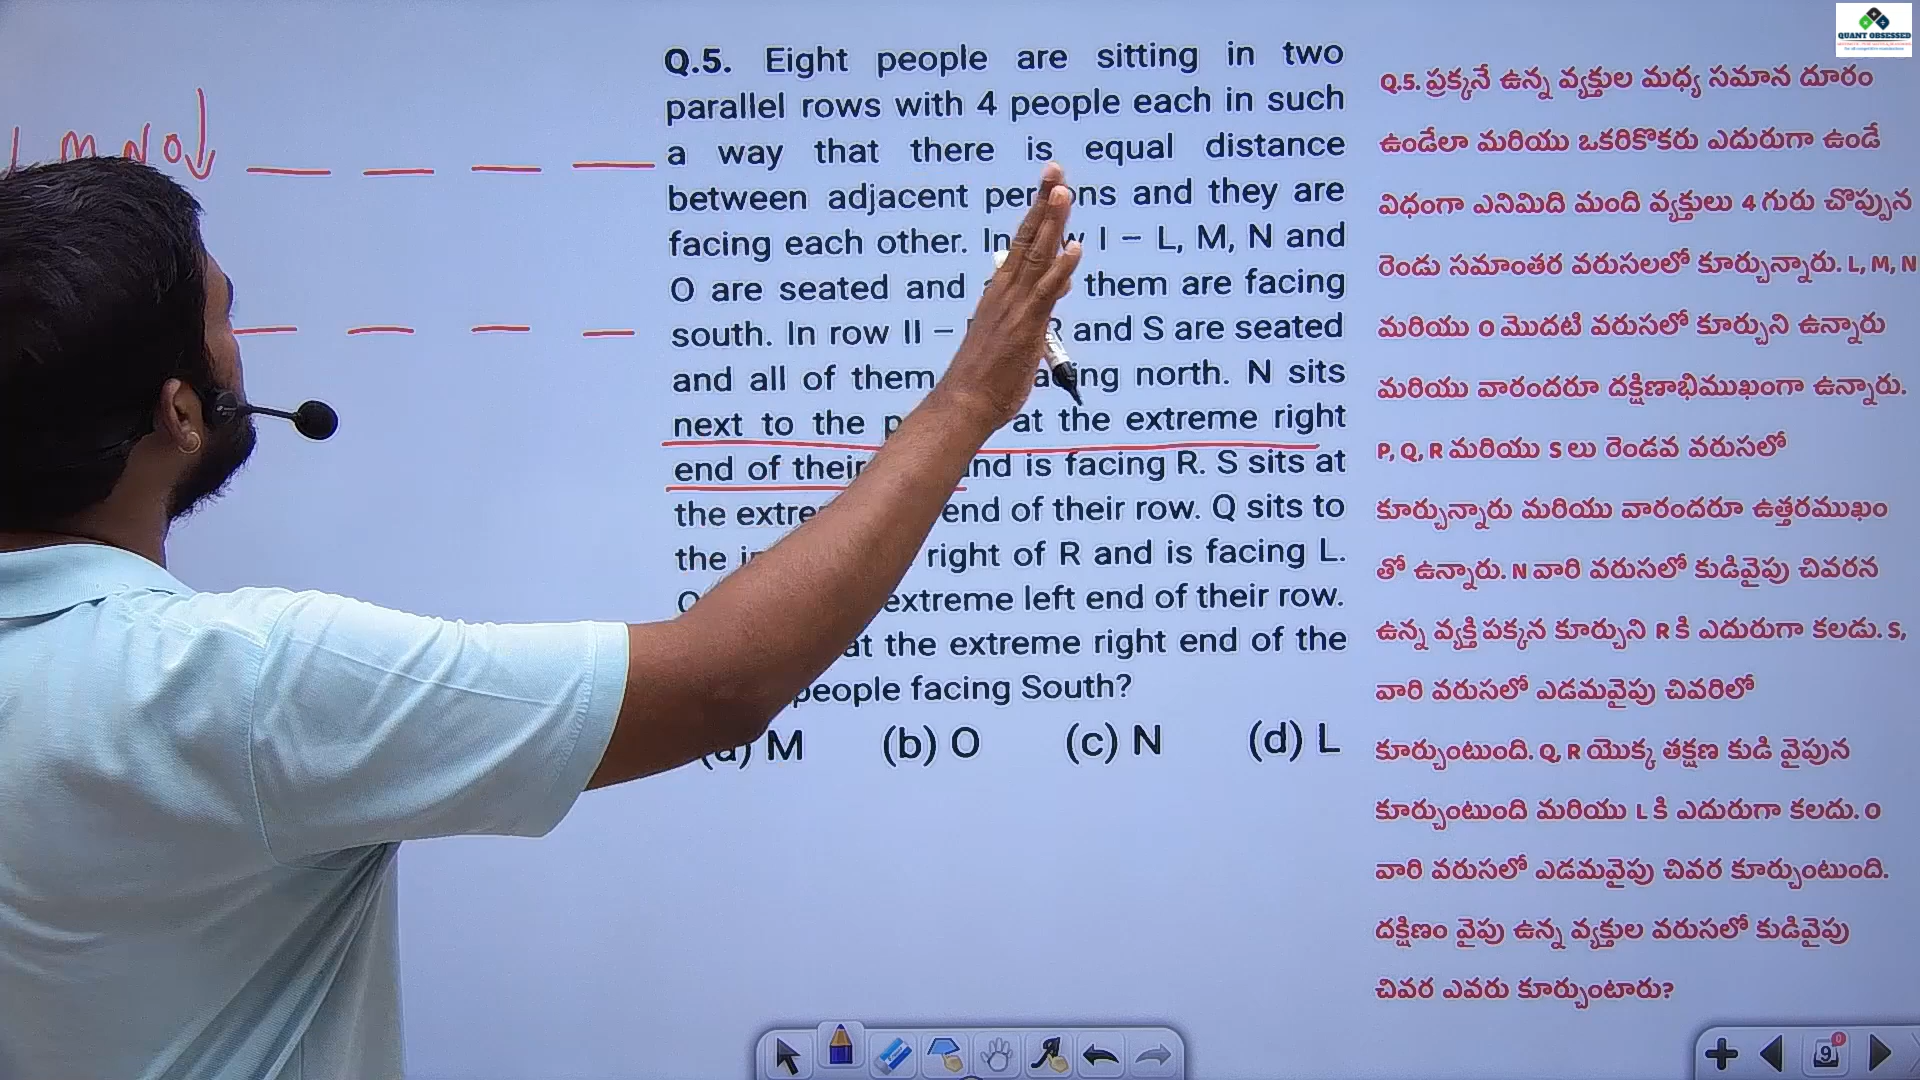 QUANT OBSESSED
M N O
Q.5. Eight people are sitting in two
parallel rows with 4 people each in such
a way that there is equal distance
between adjacent per ons and they are
facing each other. In w I – L, M, N and
O are seated and them are facing
south. In row II – R and S are seated
and all of them ing north. N sits
next to the at the extreme right
end of their nd is facing R. S sits at
the extre end of their row. Q sits to
the right of R and is facing L.
extreme left end of their row.
at the extreme right end of the
people facing South?
(a) M (b) O (c) N (d) L
Q.5. ప్రక్కనే ఉన్న వ్యక్తుల మధ్య సమాన దూరం
ఉండేలా మరియు ఒకరికొకరు ఎదురుగా ఉండే
విధంగా ఎనిమిది మంది వ్యక్తులు 4 గురు చొప్పున
రెండు సమాంతర వరుసలలో కూర్చున్నారు. L, M, N
మరియు O మొదటి వరుసలో కూర్చుని ఉన్నారు
మరియు వారందరూ దక్షిణాభిముఖంగా ఉన్నారు.
P, Q, R మరియు S లు రెండవ వరుసలో
కూర్చున్నారు మరియు వారందరూ ఉత్తరముఖం
తో ఉన్నారు. N వారి వరుసలో కుడివైపు చివరన
ఉన్న వ్యక్తి పక్కన కూర్చుని R కి ఎదురుగా కలడు. S,
వారి వరుసలో ఎడమవైపు చివరిలో
కూర్చుంటుంది. Q, R యొక్క తక్షణ కుడి వైపున
కూర్చుంటుంది మరియు L కి ఎదురుగా కలదు. O
వారి వరుసలో ఎడమవైపు చివర కూర్చుంటుంది.
దక్షిణం వైపు ఉన్న వ్యక్తుల వరుసలో కుడివైపు
చివర ఎవరు కూర్చుంటారు?
9